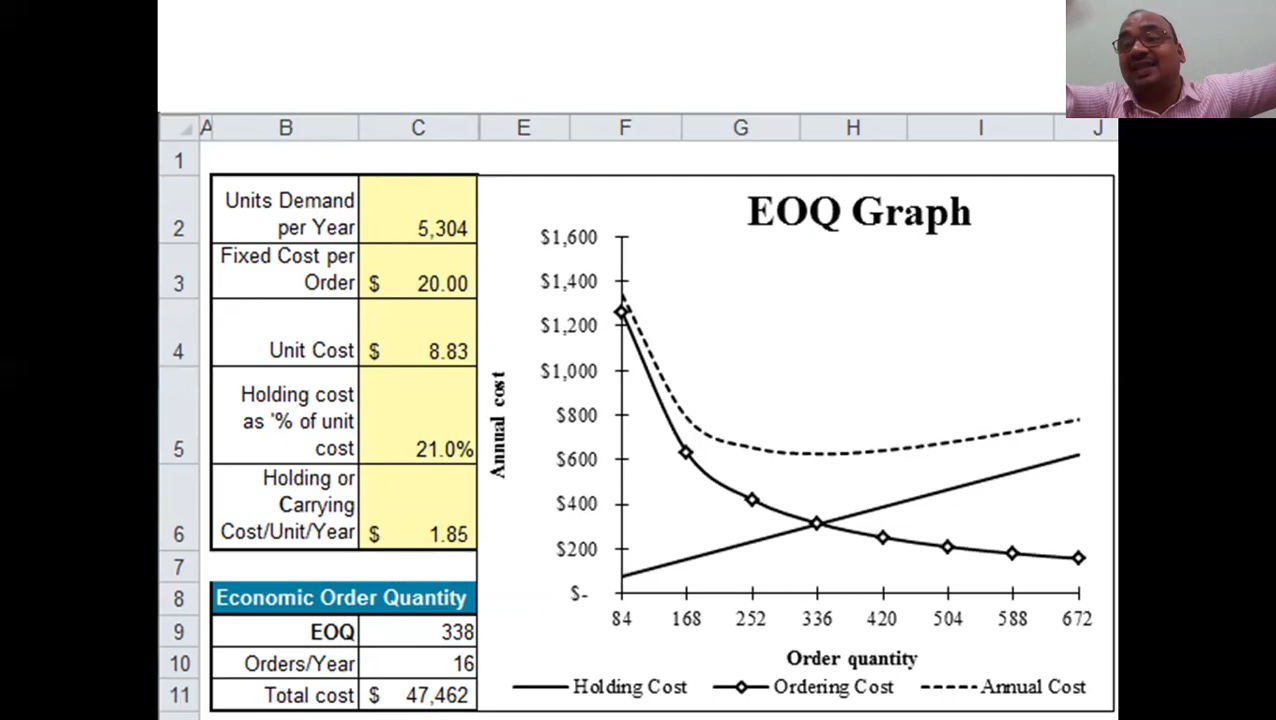 A B C E F G H I J
1
2 Units Demand
per Year 5,304
3 Fixed Cost per
Order $ 20.00
4 Unit Cost $ 8.83
5 Holding cost
as '% of unit
cost 21.0%
6 Holding or
Carrying
Cost/Unit/Year $ 1.85
7
8 Economic Order Quantity
9 EOQ 338
10 Orders/Year 16
11 Total cost $ 47,462
EOQ Graph
Annual cost
$1,600
$1,400
$1,200
$1,000
$800
$600
$400
$200
$-
84 168 252 336 420 504 588 672
Order quantity
Holding Cost Ordering Cost Annual Cost